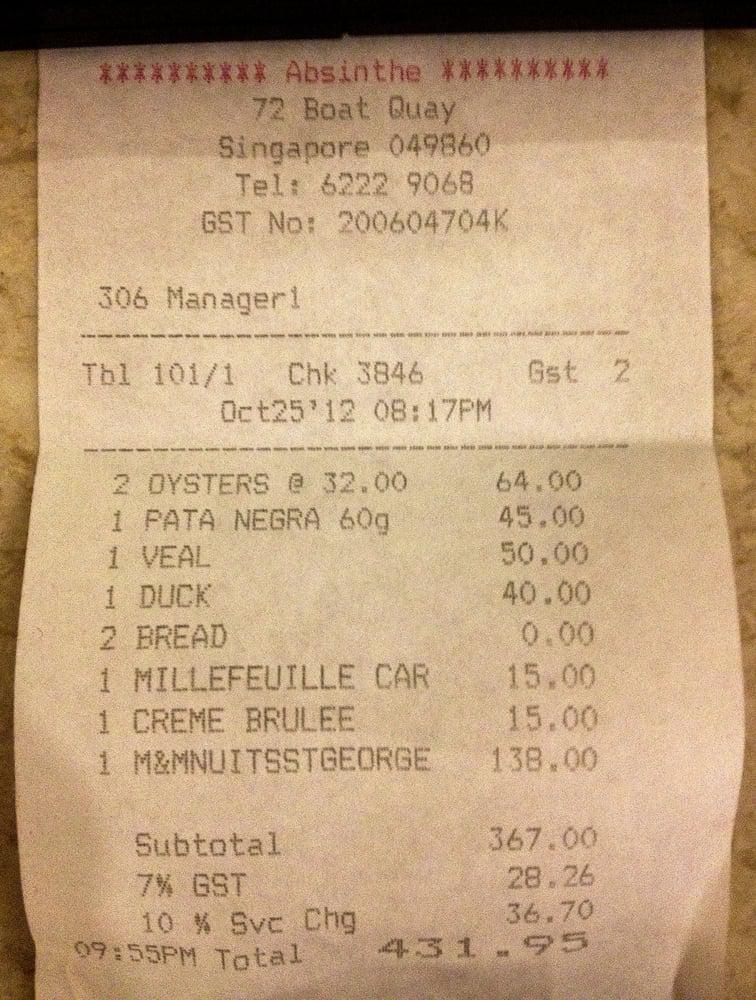 ********** Absinthe **********
72 Boat Quay
Singapore 049860
Tel: 6222 9068
GST No: 200604704K
306 Manager1
Tbl 101/1 Chk 3846 Gst 2
Oct25'12 08:17PM
2 OYSTERS @ 32.00 64.00
1 PATA NEGRA 60g 45.00
1 VEAL 50.00
1 DUCK 40.00
2 BREAD 0.00
1 MILLEFEUILLE CAR 15.00
1 CREME BRULEE 15.00
1 M&MNUITSSTGEORGE 138.00
Subtotal 367.00
7% GST 28.26
10 % Svc Chg 36.70
09:55PM Total 431.95